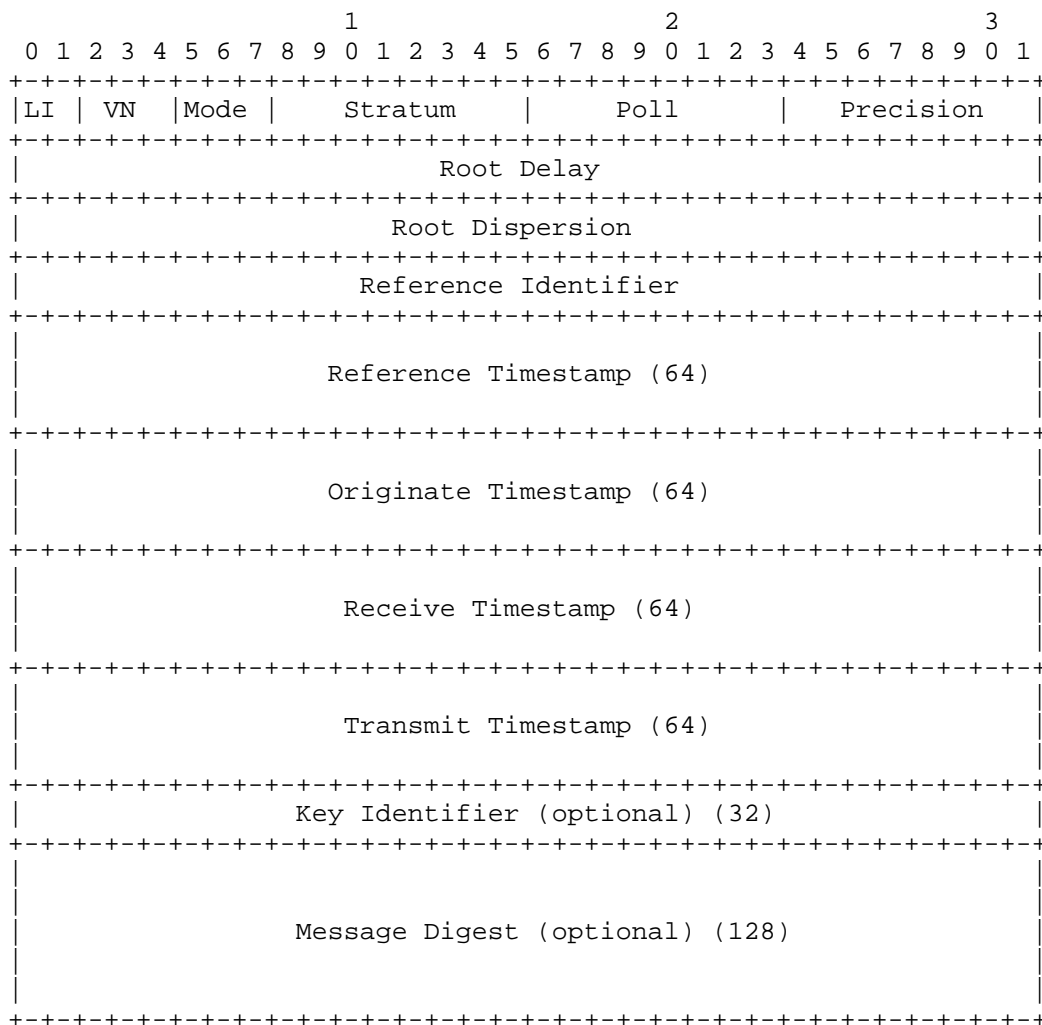 1                   2                   3
 0 1 2 3 4 5 6 7 8 9 0 1 2 3 4 5 6 7 8 9 0 1 2 3 4 5 6 7 8 9 0 1
+-+-+-+-+-+-+-+-+-+-+-+-+-+-+-+-+-+-+-+-+-+-+-+-+-+-+-+-+-+-+-+-+
|LI | VN  |Mode |    Stratum    |     Poll      |   Precision   |
+-+-+-+-+-+-+-+-+-+-+-+-+-+-+-+-+-+-+-+-+-+-+-+-+-+-+-+-+-+-+-+-+
|                          Root Delay                           |
+-+-+-+-+-+-+-+-+-+-+-+-+-+-+-+-+-+-+-+-+-+-+-+-+-+-+-+-+-+-+-+-+
|                       Root Dispersion                         |
+-+-+-+-+-+-+-+-+-+-+-+-+-+-+-+-+-+-+-+-+-+-+-+-+-+-+-+-+-+-+-+-+
|                     Reference Identifier                      |
+-+-+-+-+-+-+-+-+-+-+-+-+-+-+-+-+-+-+-+-+-+-+-+-+-+-+-+-+-+-+-+-+
|                                                               |
|                   Reference Timestamp (64)                    |
|                                                               |
+-+-+-+-+-+-+-+-+-+-+-+-+-+-+-+-+-+-+-+-+-+-+-+-+-+-+-+-+-+-+-+-+
|                                                               |
|                   Originate Timestamp (64)                    |
|                                                               |
+-+-+-+-+-+-+-+-+-+-+-+-+-+-+-+-+-+-+-+-+-+-+-+-+-+-+-+-+-+-+-+-+
|                                                               |
|                    Receive Timestamp (64)                     |
|                                                               |
+-+-+-+-+-+-+-+-+-+-+-+-+-+-+-+-+-+-+-+-+-+-+-+-+-+-+-+-+-+-+-+-+
|                                                               |
|                    Transmit Timestamp (64)                    |
|                                                               |
+-+-+-+-+-+-+-+-+-+-+-+-+-+-+-+-+-+-+-+-+-+-+-+-+-+-+-+-+-+-+-+-+
|                 Key Identifier (optional) (32)                |
+-+-+-+-+-+-+-+-+-+-+-+-+-+-+-+-+-+-+-+-+-+-+-+-+-+-+-+-+-+-+-+-+
|                                                               |
|                                                               |
|                 Message Digest (optional) (128)               |
|                                                               |
|                                                               |
+-+-+-+-+-+-+-+-+-+-+-+-+-+-+-+-+-+-+-+-+-+-+-+-+-+-+-+-+-+-+-+-+